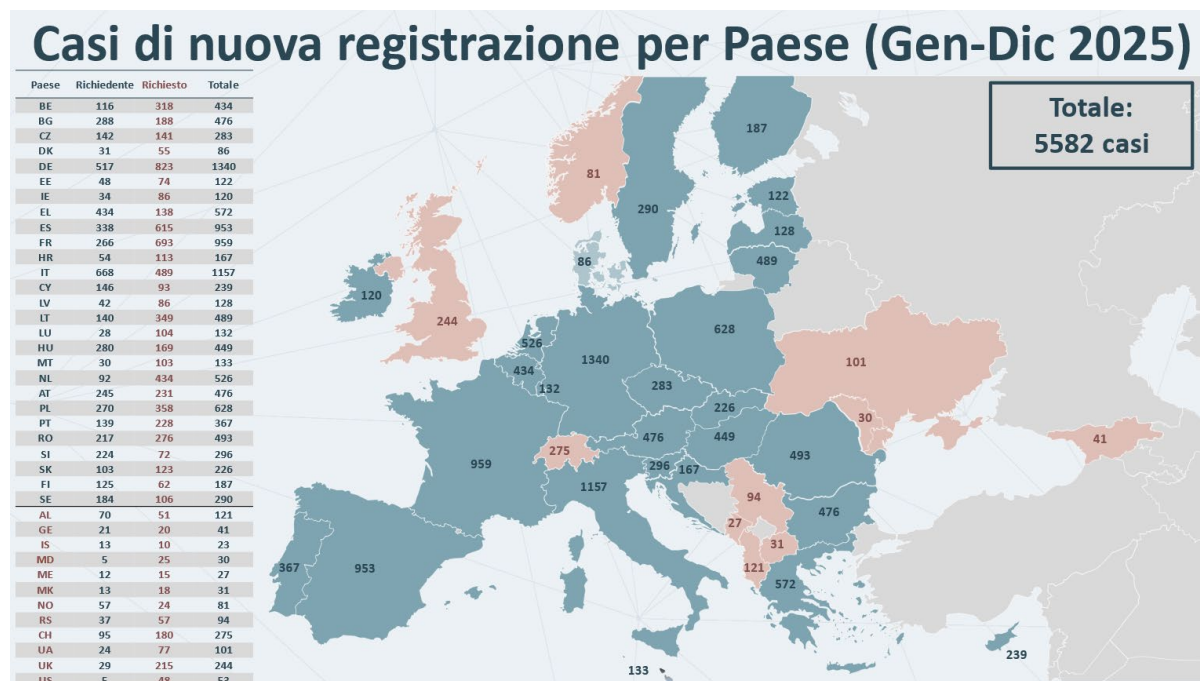 Casi di nuova registrazione per Paese (Gen-Dic 2025)
Paese Richiedente Richiesto Totale
BE 116 318 434
BG 288 188 476
CZ 142 141 283
DK 31 55 86
DE 517 823 1340
EE 48 74 122
IE 34 86 120
EL 434 138 572
ES 338 615 953
FR 266 693 959
HR 54 113 167
IT 668 489 1157
CY 146 93 239
LV 42 86 128
LT 140 349 489
LU 28 104 132
HU 280 169 449
MT 30 103 133
NL 92 434 526
AT 245 231 476
PL 270 358 628
PT 139 228 367
RO 217 276 493
SI 224 72 296
SK 103 123 226
FI 125 62 187
SE 184 106 290
AL 70 51 121
GE 21 20 41
IS 13 10 23
MD 5 25 30
ME 12 15 27
MK 13 18 31
NO 57 24 81
RS 37 57 94
CH 95 180 275
UA 24 77 101
UK 29 215 244
US 5 48 53
Totale:
5582 casi
187
81
290
122
128
86
489
120
244
628
526
1340
434
132
283
101
226
30
476
449
41
275
493
959
296
167
1157
94
476
27
31
121
367
953
572
133
239